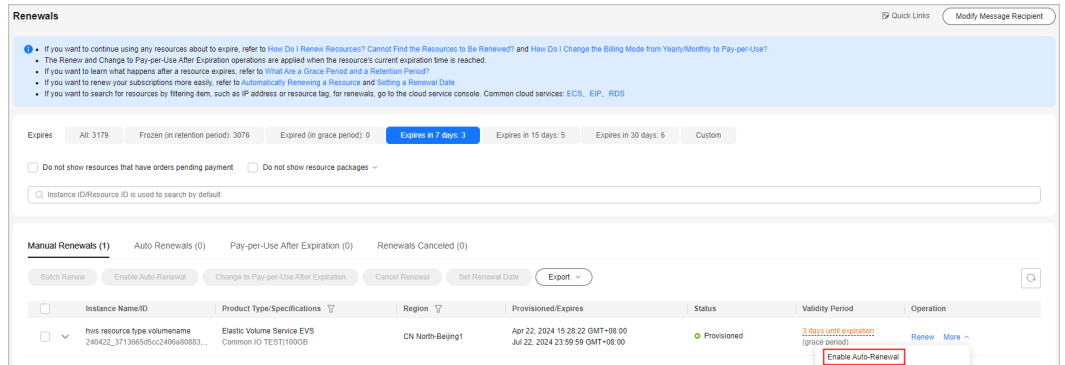 Renewals
Quick Links
Modify Message Recipient
If you want to continue using any resources about to expire, refer to How Do I Renew Resources? Cannot Find the Resources to Be Renewed? and How Do I Change the Billing Mode from Yearly/Monthly to Pay-per-Use?
The Renew and Change to Pay-per-Use After Expiration operations are applied when the resource's current expiration time is reached.
If you want to learn what happens after a resource expires, refer to What Are a Grace Period and a Retention Period?
If you want to renew your subscriptions more easily, refer to Automatically Renewing a Resource and Setting a Renewal Date
If you want to search for resources by filtering item, such as IP address or resource tag, for renewals, go to the cloud service console. Common cloud services: ECS、EIP、RDS
Expires All: 3179 Frozen (in retention period): 3076 Expired (in grace period): 0 Expires in 7 days: 3 Expires in 15 days: 5 Expires in 30 days: 6 Custom
Do not show resources that have orders pending payment Do not show resource packages
Instance ID/Resource ID is used to search by default.
Manual Renewals (1) Auto Renewals (0) Pay-per-Use After Expiration (0) Renewals Canceled (0)
Batch Renew Enable Auto-Renewal Change to Pay-per-Use After Expiration Cancel Renewal Set Renewal Date Export
Instance Name/ID Product Type/Specifications Region Provisioned/Expires Status Validity Period Operation
hws.resource.type.volumename Elastic Volume Service EVS CN North-Beijing1 Apr 22, 2024 15:28:22 GMT+08:00 Provisioned 3 days until expiration Renew More
240422_3713665d5cc2406a80883... Common IO TEST|100GB Jul 22, 2024 23:59:59 GMT+08:00 (grace period)
Enable Auto-Renewal